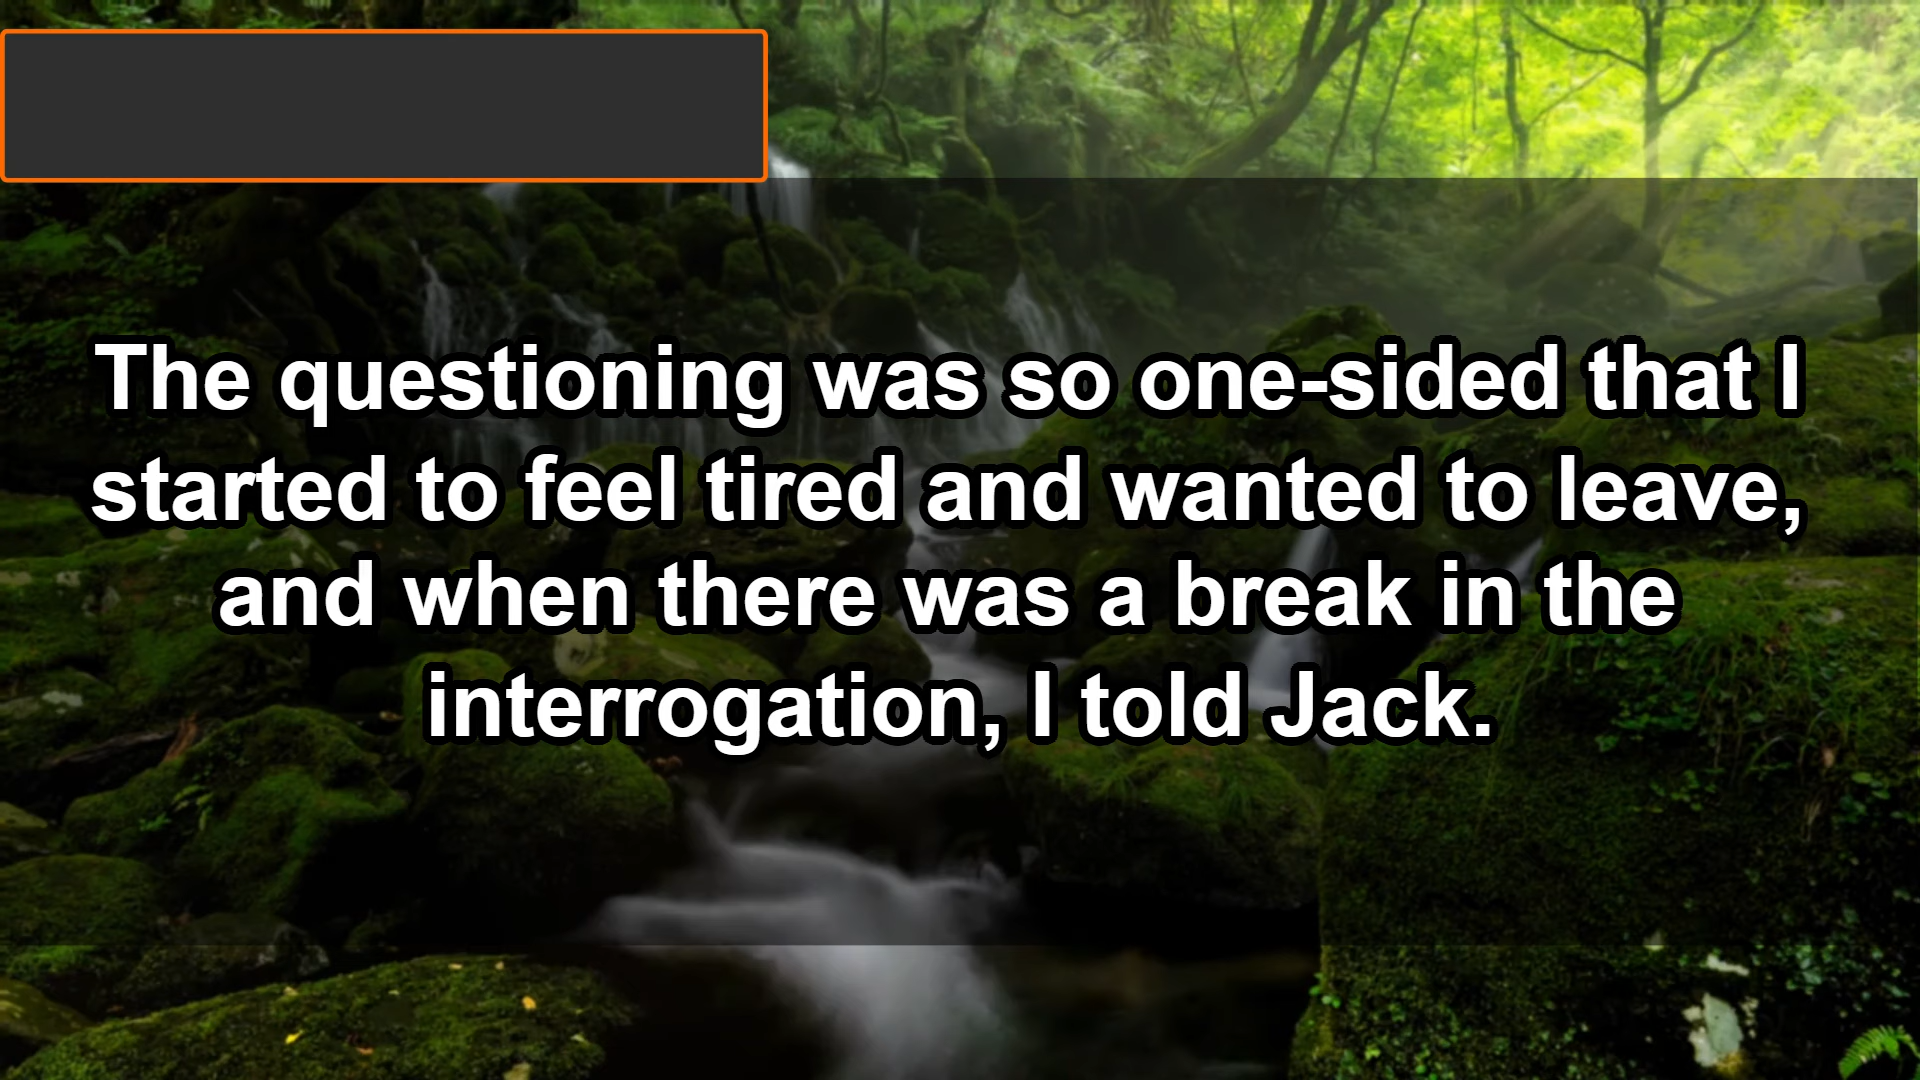 The questioning was so one-sided that I
started to feel tired and wanted to leave,
and when there was a break in the
interrogation, I told Jack.